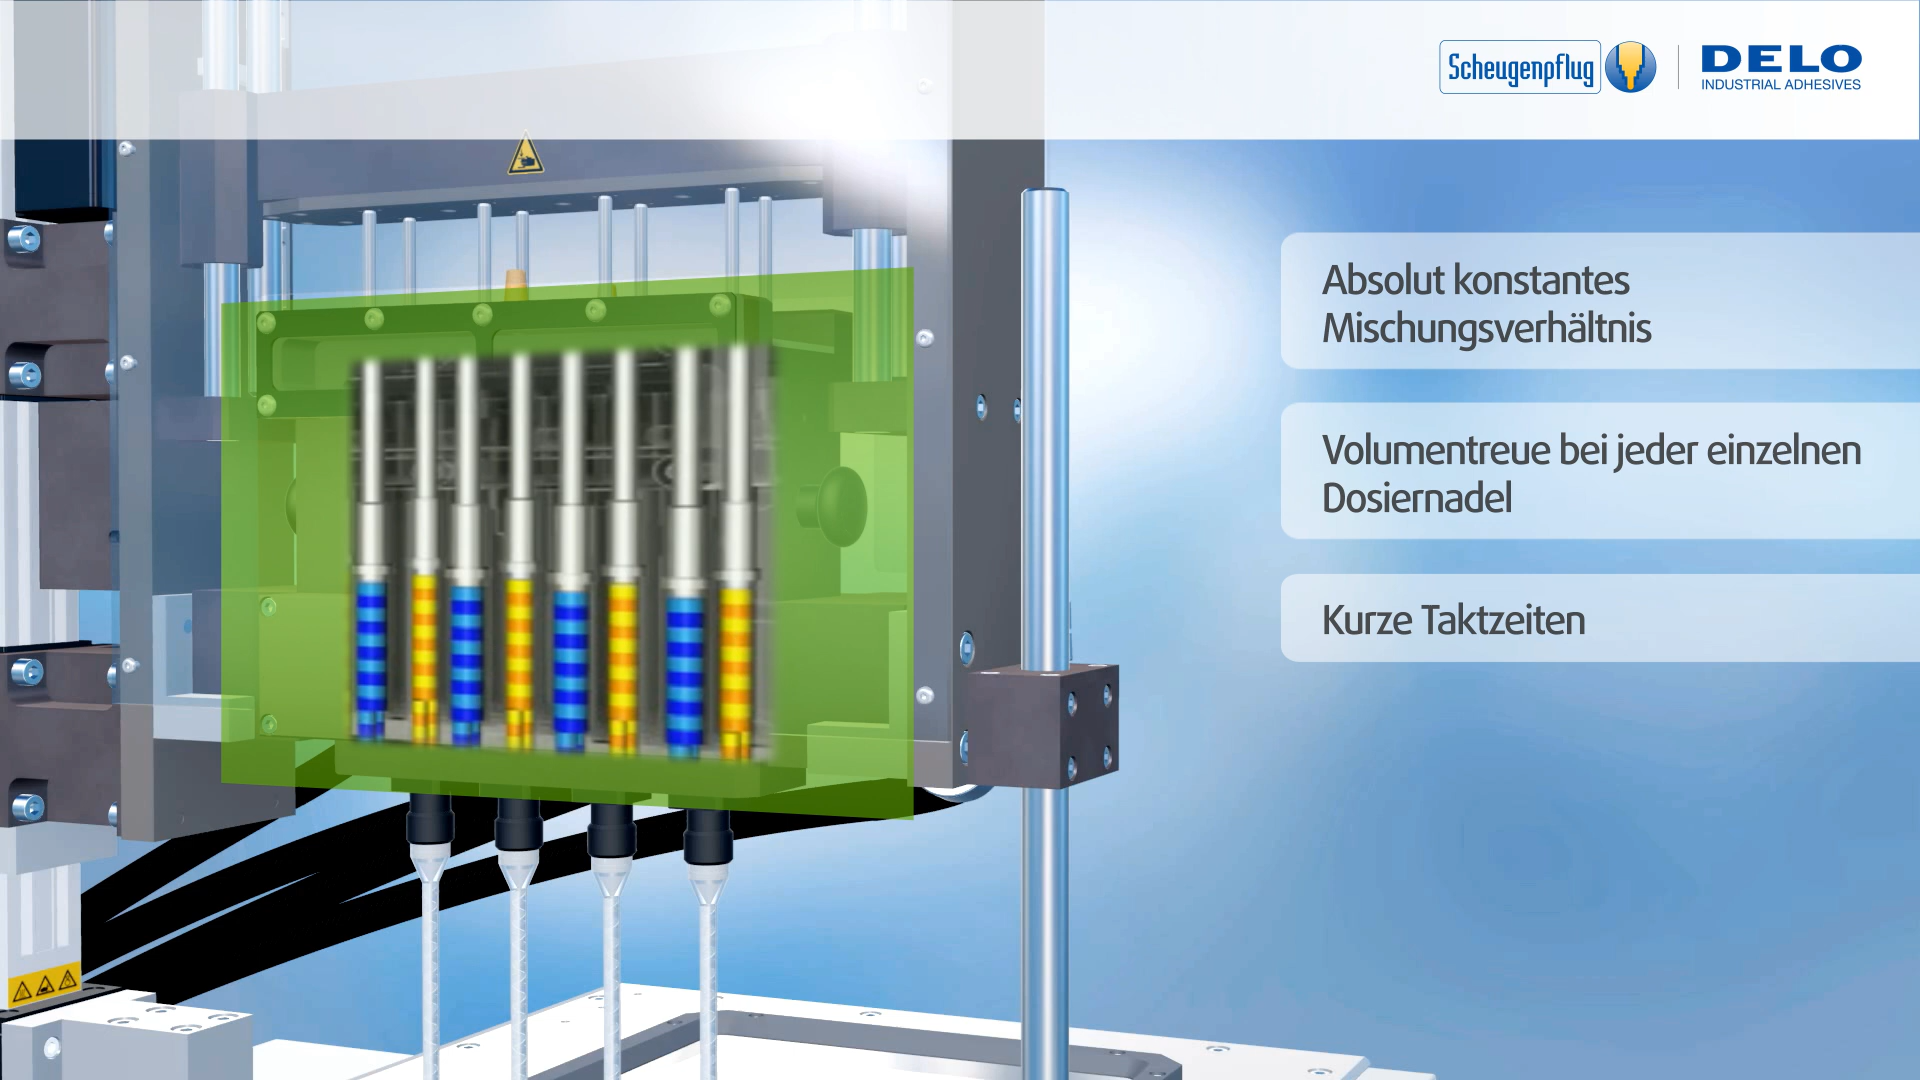 Scheugenpflug
DELO
INDUSTRIAL ADHESIVES
Absolut konstantes
Mischungsverhältnis
Volumentreue bei jeder einzelnen
Dosiernadel
Kurze Taktzeiten